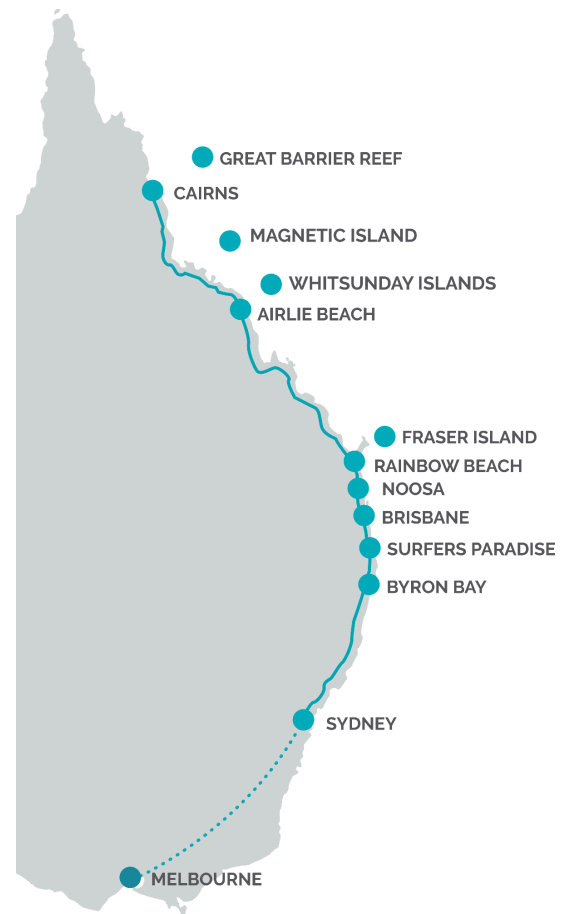 GREAT BARRIER REEF
CAIRNS
MAGNETIC ISLAND
WHITSUNDAY ISLANDS
AIRLIE BEACH
FRASER ISLAND
RAINBOW BEACH
NOOSA
BRISBANE
SURFERS PARADISE
BYRON BAY
SYDNEY
MELBOURNE